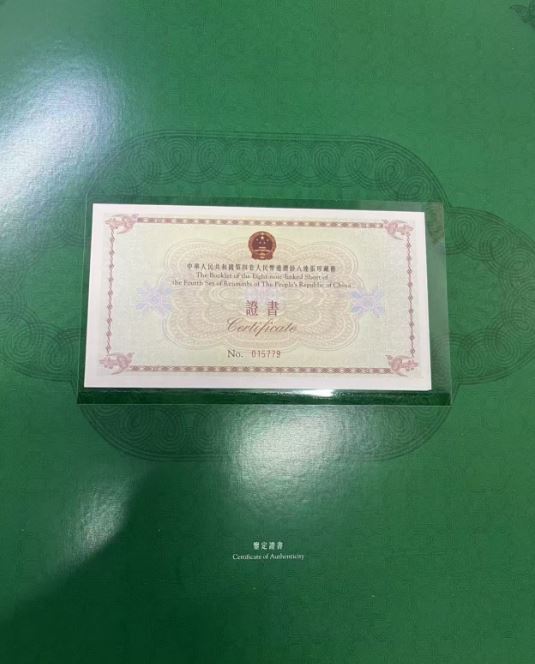 中華人民共和國第四套人民幣連體鈔八連張珍藏冊
The Booklet of the Eight-note-linked Sheet of
The Fourth Set of Renminbi of The People's Republic of China
證書
Certificate
No. 015779
鑒定證書
Certificate of Authenticity